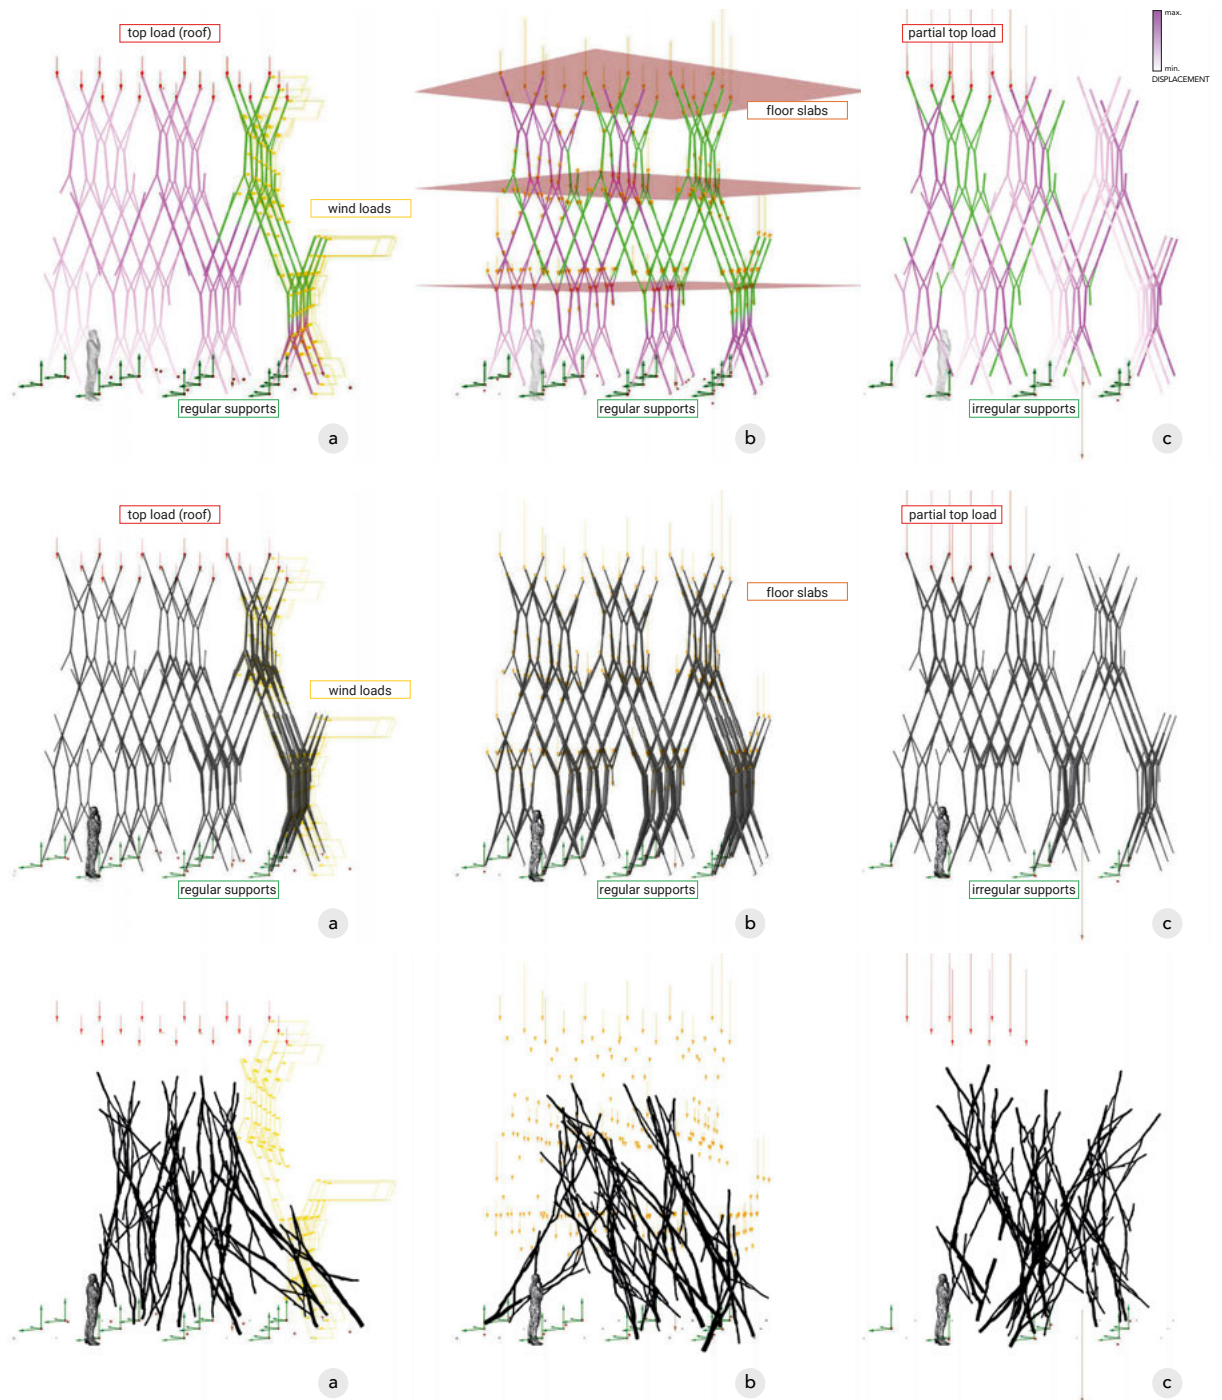 top load (roof)
wind loads
regular supports
a
floor slabs
regular supports
b
partial top load
irregular supports
c
max.
min.
DISPLACEMENT
top load (roof)
wind loads
regular supports
a
floor slabs
regular supports
b
partial top load
irregular supports
c
a
b
c